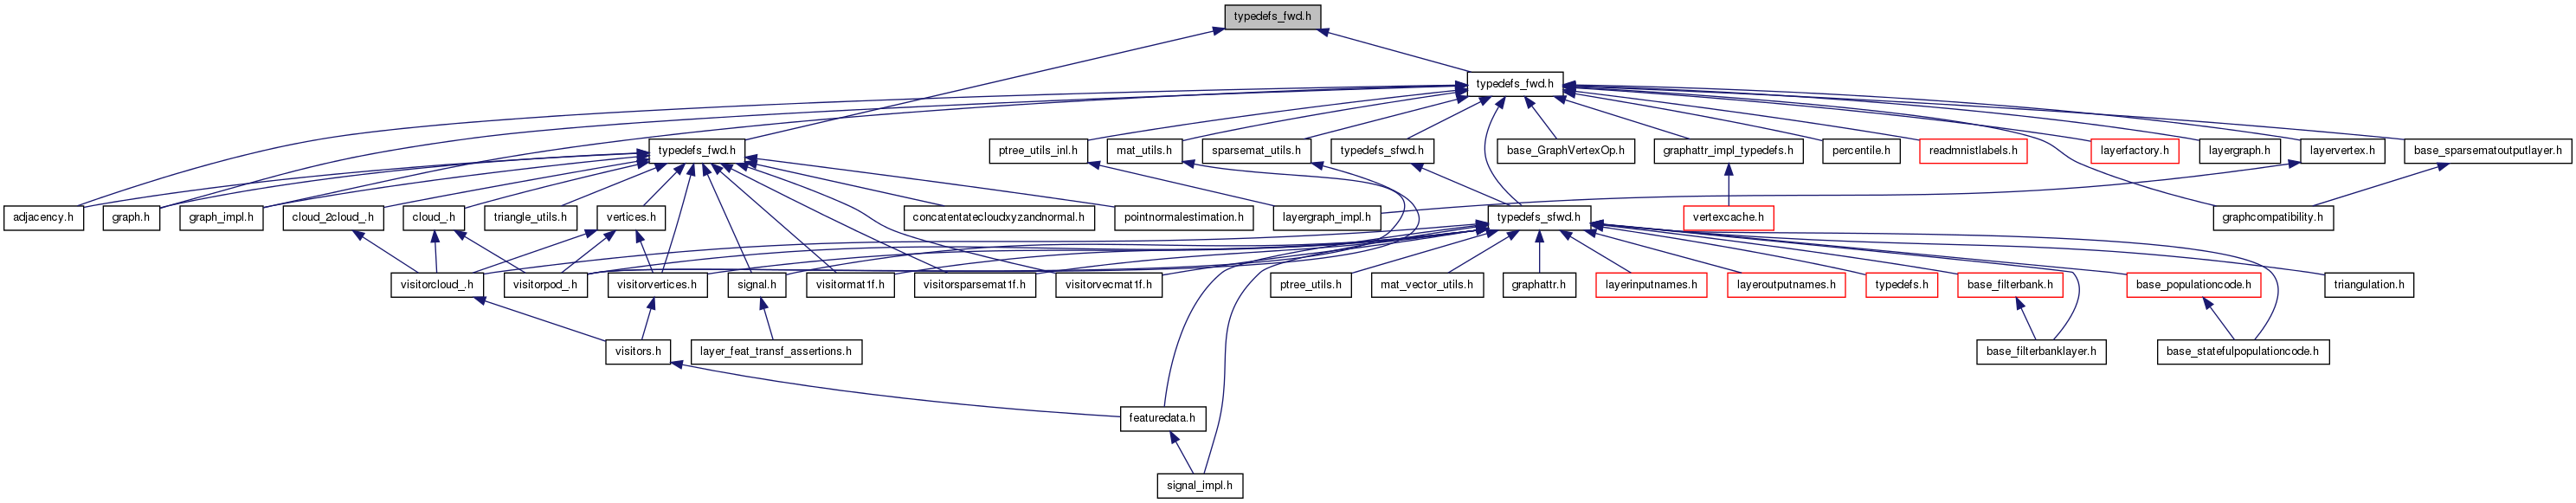 typedefs_fwd.h
typedefs_fwd.h
typedefs_fwd.h
ptree_utils_inl.h
mat_utils.h
sparsemat_utils.h
typedefs_sfwd.h
base_GraphVertexOp.h
graphattr_impl_typedefs.h
percentile.h
readmnistlabels.h
layerfactory.h
layergraph.h
layervertex.h
base_sparsematoutputlayer.h
adjacency.h
graph.h
graph_impl.h
cloud_2cloud_.h
cloud_.h
triangle_utils.h
vertices.h
concatentatecloudxyzandnormal.h
pointnormalestimation.h
layergraph_impl.h
typedefs_sfwd.h
vertexcache.h
graphcompatibility.h
visitorcloud_.h
visitorpod_.h
visitorvertices.h
signal.h
visitormat1f.h
visitorsparsemat1f.h
visitorvecmat1f.h
ptree_utils.h
mat_vector_utils.h
graphattr.h
layerinputnames.h
layeroutputnames.h
typedefs.h
base_filterbank.h
base_populationcode.h
triangulation.h
visitors.h
layer_feat_transf_assertions.h
base_filterbanklayer.h
base_statefulpopulationcode.h
featuredata.h
signal_impl.h